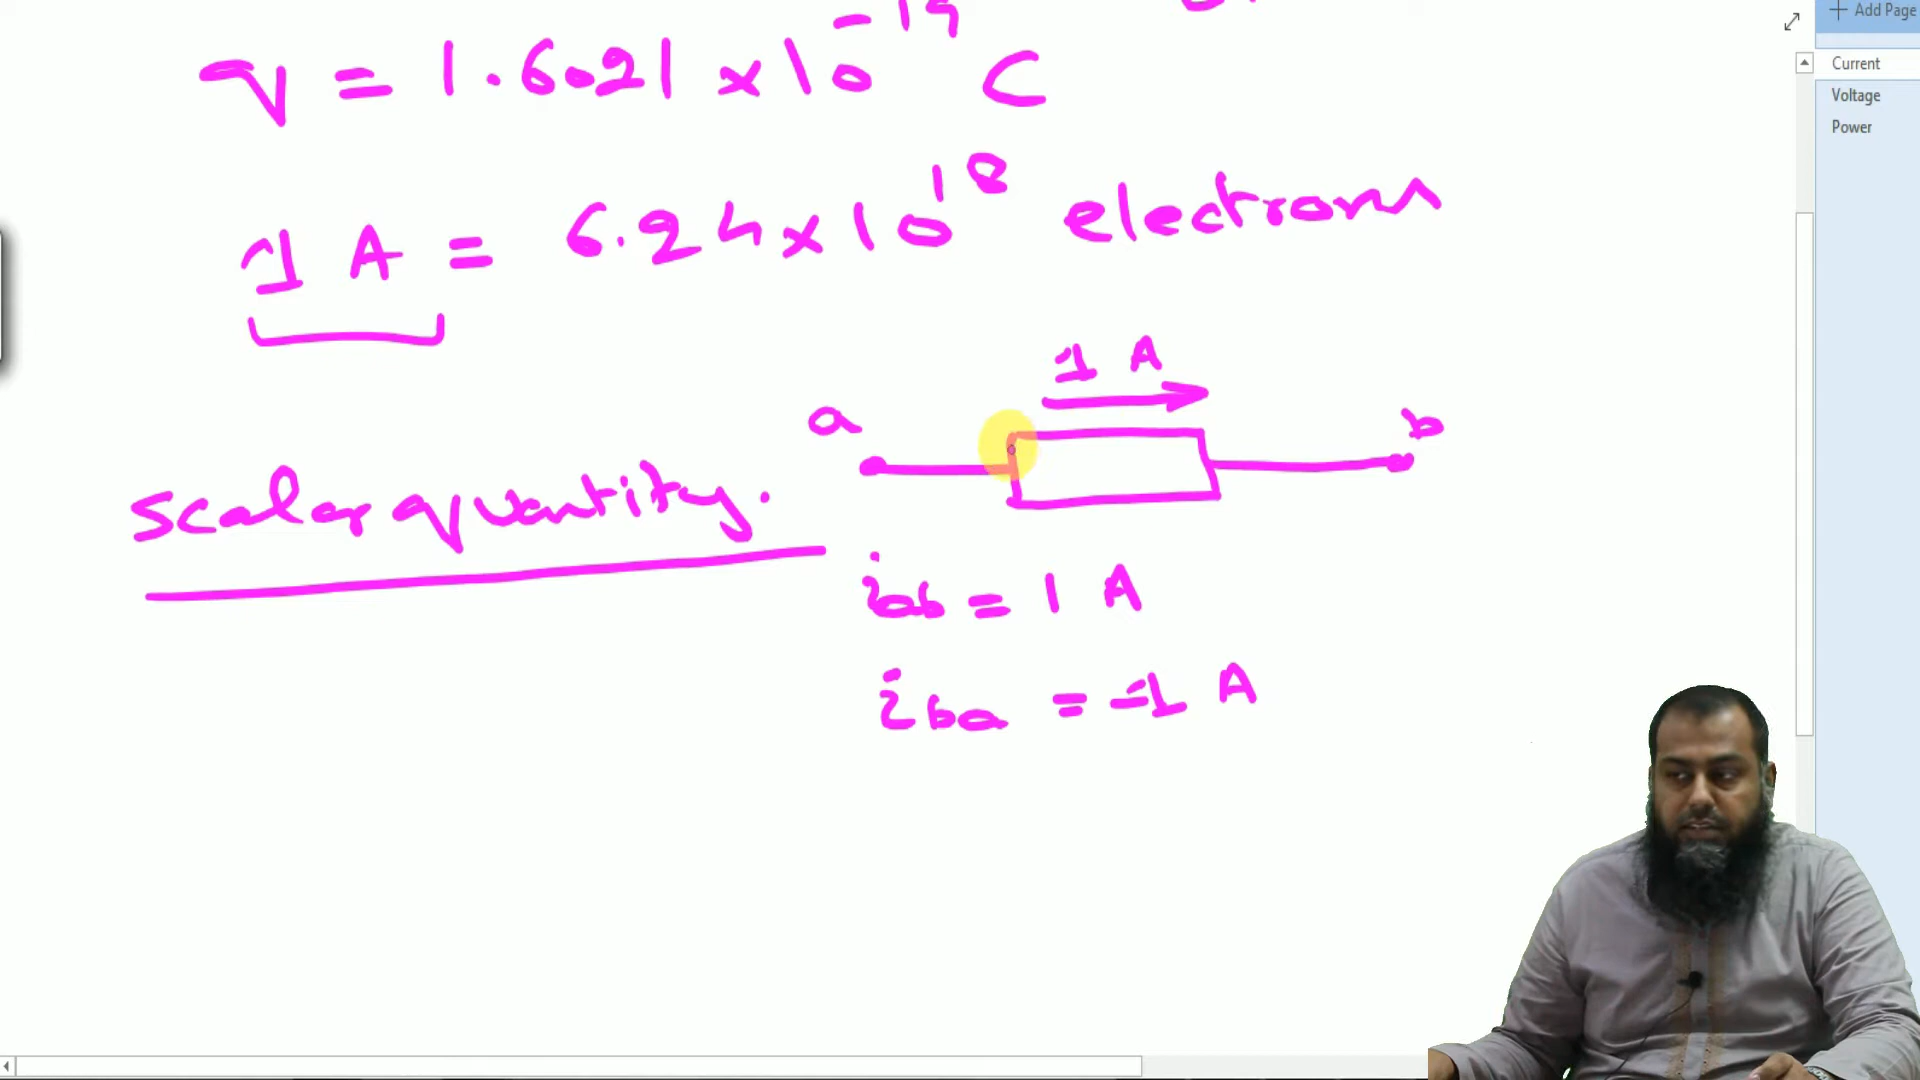 Add Page
Current
Voltage
Power
q = 1.6021 × 10^-19 C
1 A = 6.24 × 10^18 electrons
1 A
a
b
scalar quantity.
i_ab = 1 A
i_ba = -1 A